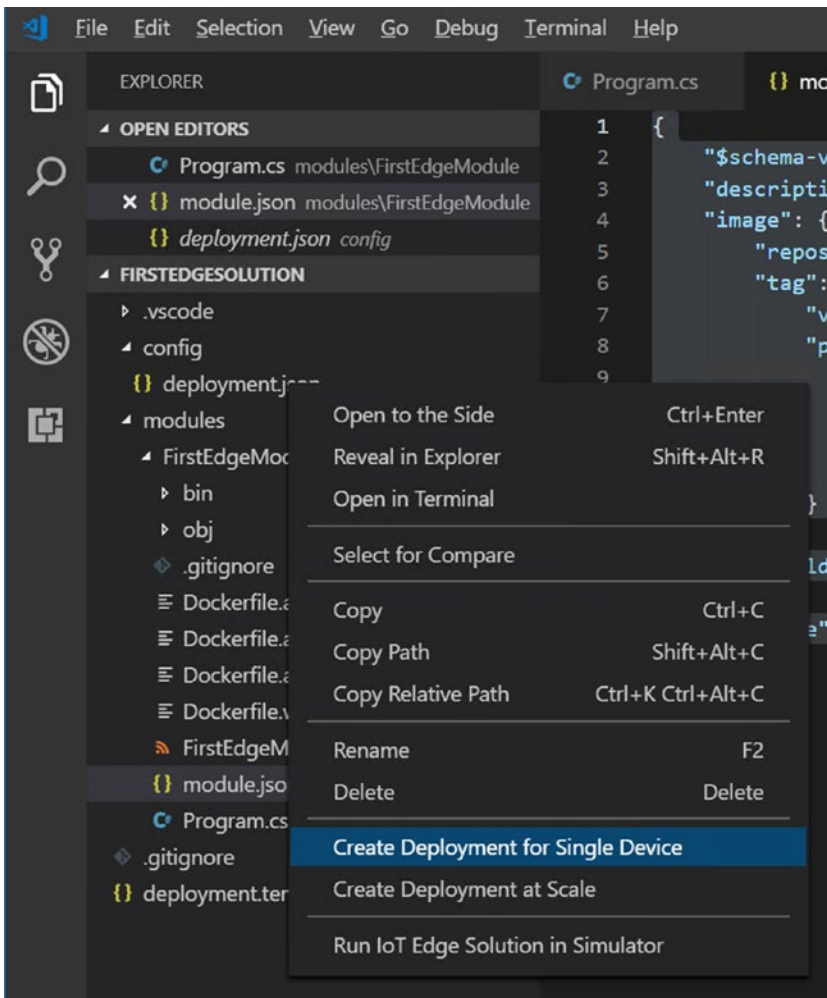 File Edit Selection View Go Debug Terminal Help
EXPLORER
OPEN EDITORS
Program.cs modules\FirstEdgeModule
module.json modules\FirstEdgeModule
deployment.json config
FIRSTEDGESOLUTION
.vscode
config
deployment.json
modules
FirstEdgeMod
bin
obj
.gitignore
Dockerfile.a
Dockerfile.a
Dockerfile.a
Dockerfile.w
FirstEdgeM
module.jso
Program.cs
.gitignore
deployment.tem
Program.cs {} mo
1 {
2 "$schema-v
3 "descripti
4 "image": {
5 "repos
6 "tag":
7 "v
8 "p
9
}
ld
e"
Open to the Side Ctrl+Enter
Reveal in Explorer Shift+Alt+R
Open in Terminal
Select for Compare
Copy Ctrl+C
Copy Path Shift+Alt+C
Copy Relative Path Ctrl+K Ctrl+Alt+C
Rename F2
Delete Delete
Create Deployment for Single Device
Create Deployment at Scale
Run IoT Edge Solution in Simulator